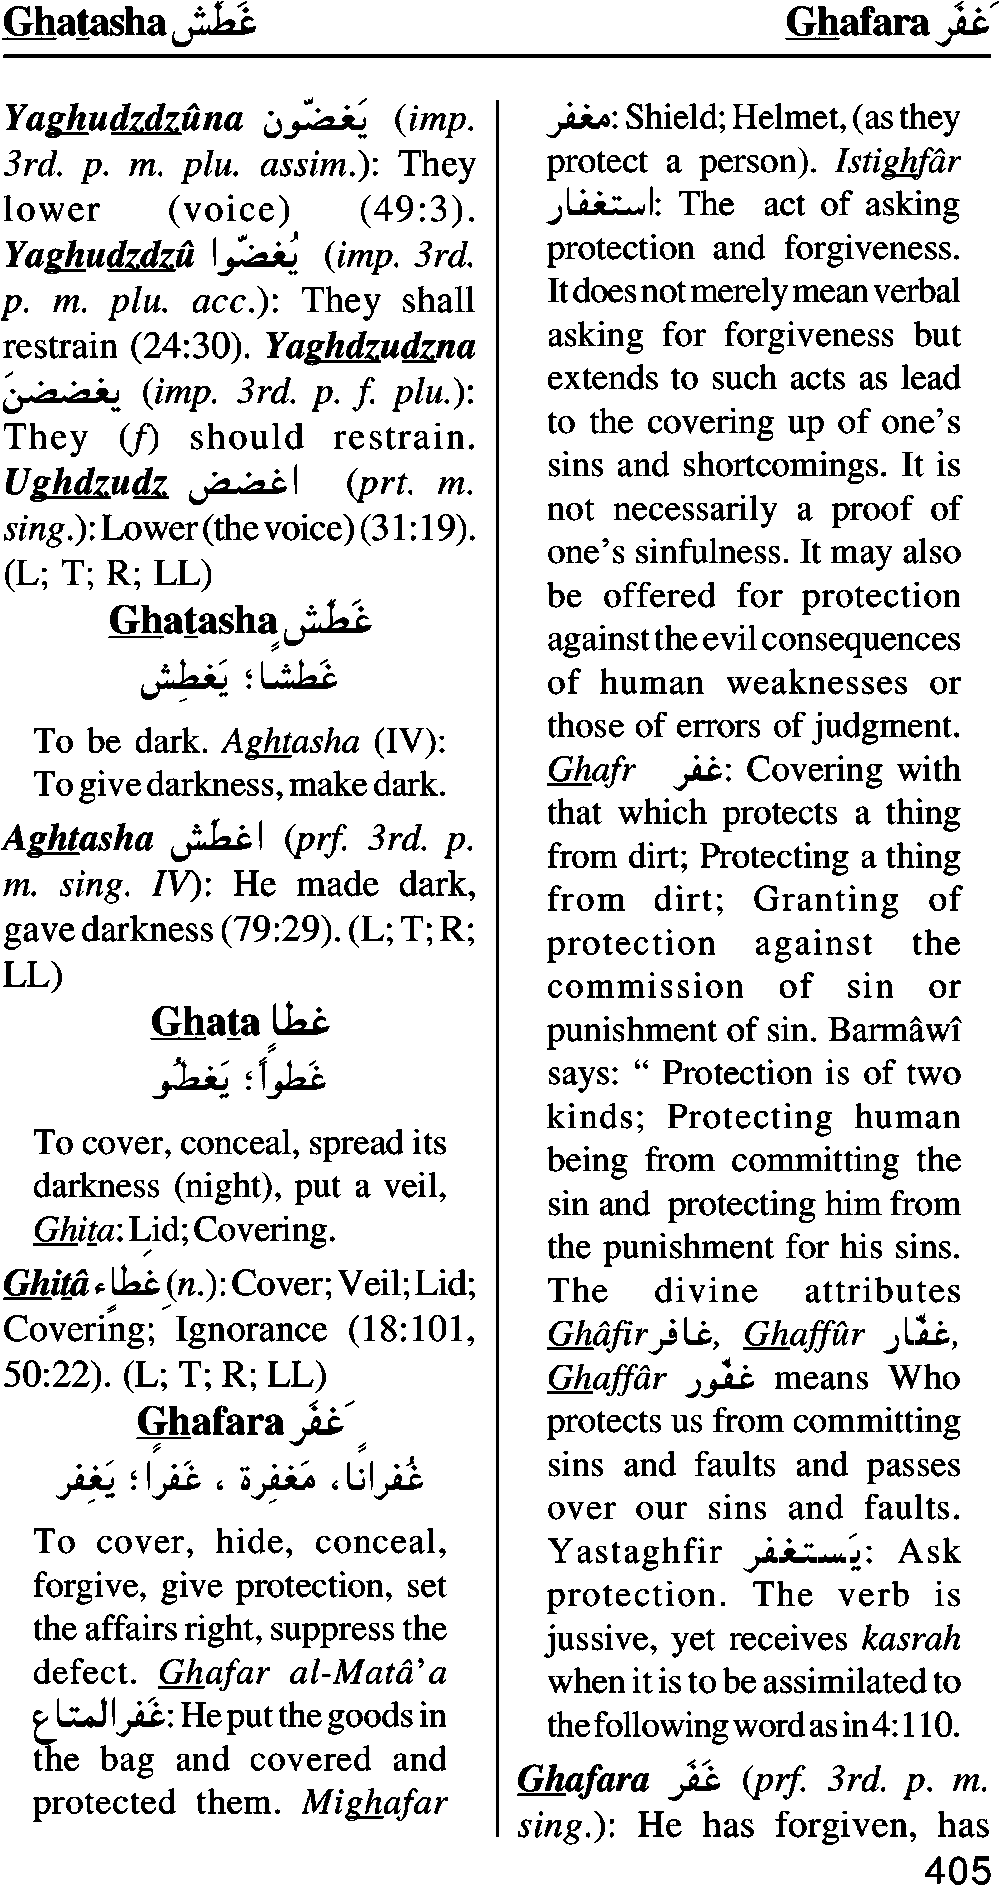 Ghatasha غَطَشَ Ghafara غَفَرَ
Yaghudzdzûna يَغضّون (imp.
3rd. p. m. plu. assim.): They
lower (voice) (49:3).
Yaghudzdzû يَغضّوا (imp. 3rd.
p. m. plu. acc.): They shall
restrain (24:30). Yaghdzudzna
يغضضنَ (imp. 3rd. p. f. plu.):
They (f) should restrain.
Ughdzudz اغضض (prt. m.
sing.): Lower (the voice) (31:19).
(L; T; R; LL)
Ghatasha غَطَش
غَطشاً؛ يَغطِش
To be dark. Aghtasha (IV):
To give darkness, make dark.
Aghtasha اغطَش (prf. 3rd. p.
m. sing. IV): He made dark,
gave darkness (79:29). (L; T; R;
LL)
Ghata غطا
غَطواً؛ يَغطُو
To cover, conceal, spread its
darkness (night), put a veil,
Ghita: Lid; Covering.
Ghitâ غطاء (n.): Cover; Veil; Lid;
Covering; Ignorance (18:101,
50:22). (L; T; R; LL)
Ghafara غَفَر
غُفراناً، مَغفِرة ، غَفراً؛ يَغفِر
To cover, hide, conceal,
forgive, give protection, set
the affairs right, suppress the
defect. Ghafar al-Matâ’a
غَفرالمتاع: He put the goods in
the bag and covered and
protected them. Mighafar
مغفر: Shield; Helmet, (as they
protect a person). Istighfâr
استغفار: The act of asking
protection and forgiveness.
It does not merely mean verbal
asking for forgiveness but
extends to such acts as lead
to the covering up of one’s
sins and shortcomings. It is
not necessarily a proof of
one’s sinfulness. It may also
be offered for protection
against the evil consequences
of human weaknesses or
those of errors of judgment.
Ghafr غفر: Covering with
that which protects a thing
from dirt; Protecting a thing
from dirt; Granting of
protection against the
commission of sin or
punishment of sin. Barmâwî
says: “ Protection is of two
kinds; Protecting human
being from committing the
sin and protecting him from
the punishment for his sins.
The divine attributes
Ghâfir غافر, Ghaffûr غفّار,
Ghaffâr غفُور means Who
protects us from committing
sins and faults and passes
over our sins and faults.
Yastaghfir يَستغفر: Ask
protection. The verb is
jussive, yet receives kasrah
when it is to be assimilated to
the following word as in 4:110.
Ghafara غَفَر (prf. 3rd. p. m.
sing.): He has forgiven, has
405